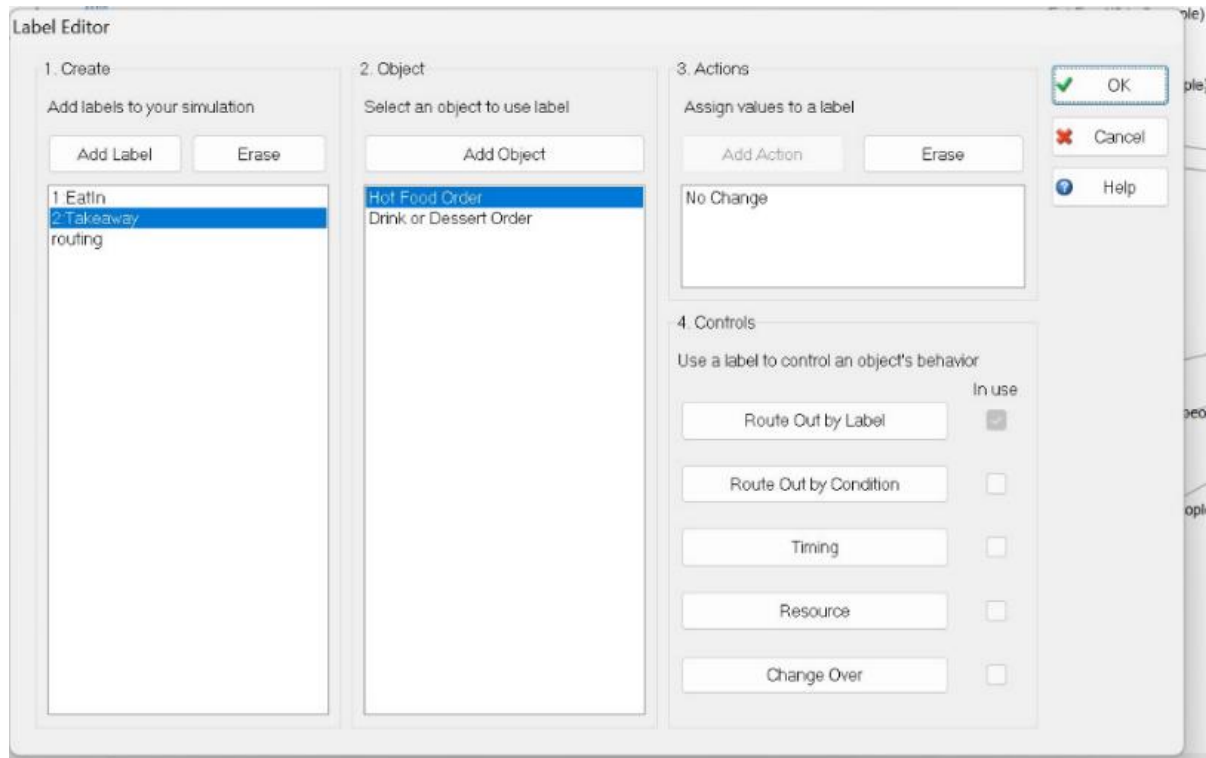 Label Editor
1. Create
Add labels to your simulation
Add Label
Erase
1:EatIn
2:Takeaway
routing
2. Object
Select an object to use label
Add Object
Hot Food Order
Drink or Dessert Order
3. Actions
Assign values to a label
Add Action
Erase
No Change
4. Controls
Use a label to control an object's behavior
In use
Route Out by Label
Route Out by Condition
Timing
Resource
Change Over
OK
Cancel
Help